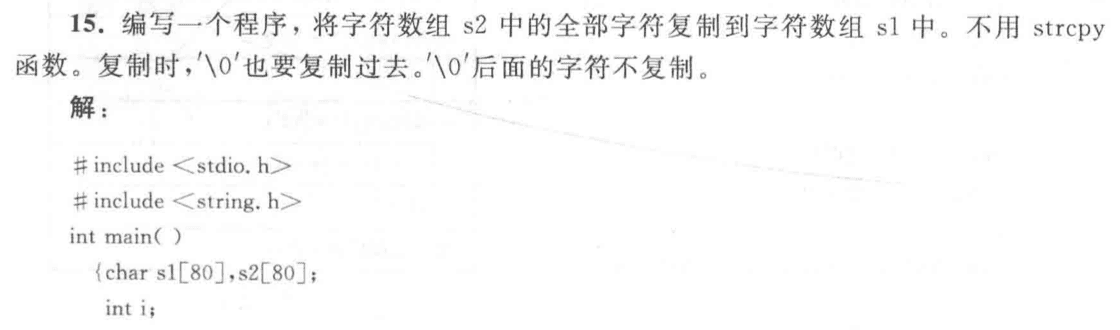 15. 编写一个程序，将字符数组 s2 中的全部字符复制到字符数组 s1 中。不用 strcpy
函数。复制时，'\0'也要复制过去。'\0'后面的字符不复制。
解：
#include <stdio.h>
#include <string.h>
int main( )
{char s1[80],s2[80];
int i;